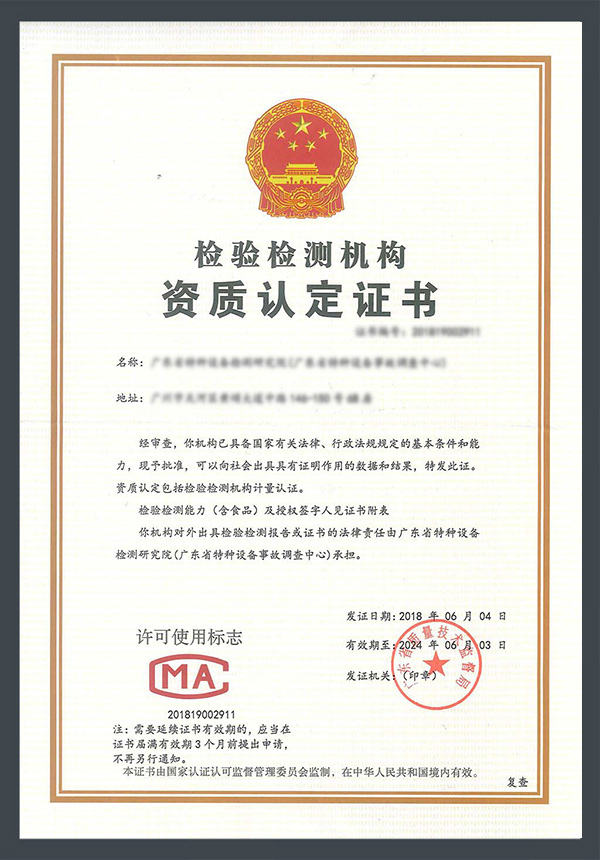 检验检测机构
资质认定证书
名称：
地址：
经审查，你机构已具备国家有关法律、行政法规规定的基本条件和能
力，现予批准，可以向社会出具具有证明作用的数据和结果，特发此证。
资质认定包括检验检测机构计量认证。
检验检测能力（含食品）及授权签字人见证书附表
你机构对外出具检验检测报告或证书的法律责任由广东省特种设备
检测研究院(广东省特种设备事故调查中心)承担。
许可使用标志
CMA
201819002911
注：需要延续证书有效期的，应当在
证书届满有效期3个月前提出申请，
不再另行通知。
发证日期：2018 年 06 月 04 日
有效期至：2024 年 06 月 03 日
发证机关：（印章）
广东省质量技术监督局
本证书由国家认证认可监督管理委员会监制，在中华人民共和国境内有效。
复查